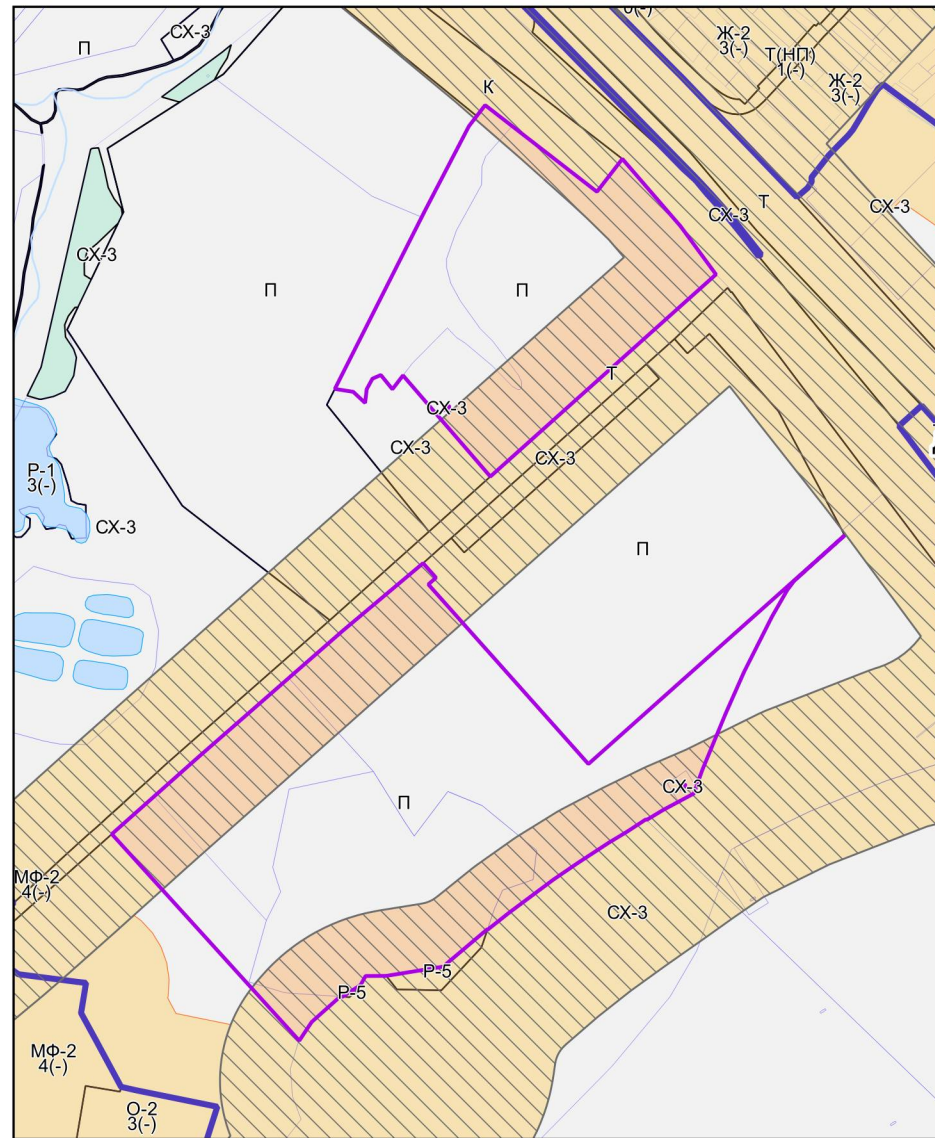 СХ-3
П
Ж-2
3(-)
Т(НП)
1(-)
Ж-2
3(-)
К
Т
СХ-3
СХ-3
СХ-3
П
П
Т
СХ-3
СХ-3
СХ-3
Р-1
3(-)
СХ-3
П
СХ-3
П
МФ-2
4(-)
СХ-3
Р-5
Р-5
МФ-2
4(-)
О-2
3(-)